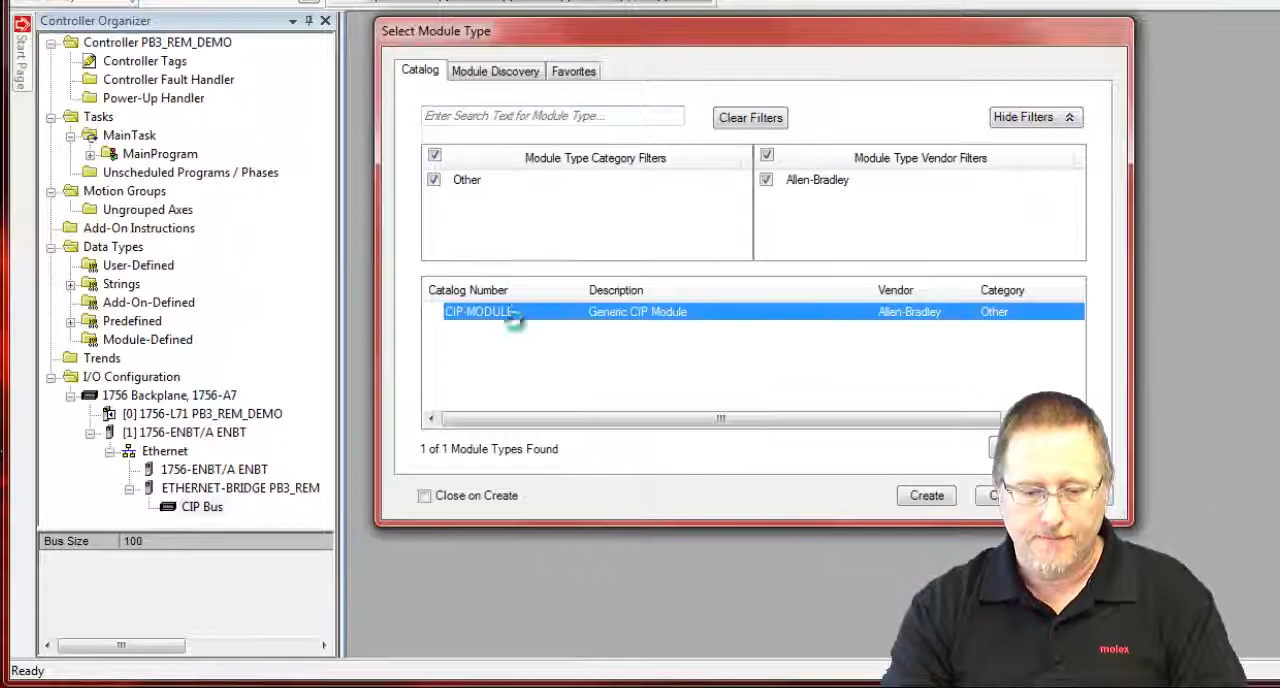 Controller Organizer
Start Page
Controller PB3_REM_DEMO
Controller Tags
Controller Fault Handler
Power-Up Handler
Tasks
MainTask
MainProgram
Unscheduled Programs / Phases
Motion Groups
Ungrouped Axes
Add-On Instructions
Data Types
User-Defined
Strings
Add-On-Defined
Predefined
Module-Defined
Trends
I/O Configuration
1756 Backplane, 1756-A7
[0] 1756-L71 PB3_REM_DEMO
[1] 1756-ENBT/A ENBT
Ethernet
1756-ENBT/A ENBT
ETHERNET-BRIDGE PB3_REM
CIP Bus
Bus Size 100
Ready
Select Module Type
Catalog Module Discovery Favorites
Enter Search Text for Module Type... Clear Filters Hide Filters
Module Type Category Filters Module Type Vendor Filters
Other Allen-Bradley
Catalog Number Description Vendor Category
CIP-MODULE Generic CIP Module Allen-Bradley Other
1 of 1 Module Types Found
Close on Create Create
molex